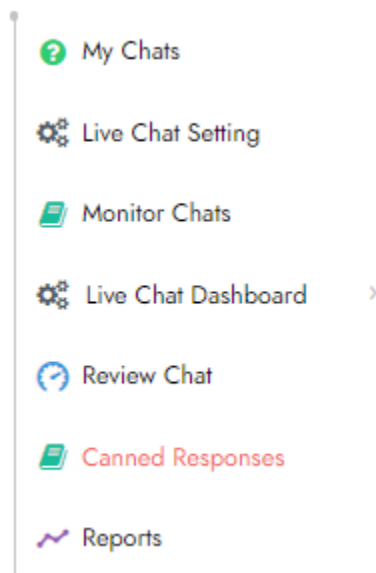 My Chats
Live Chat Setting
Monitor Chats
Live Chat Dashboard
Review Chat
Canned Responses
Reports